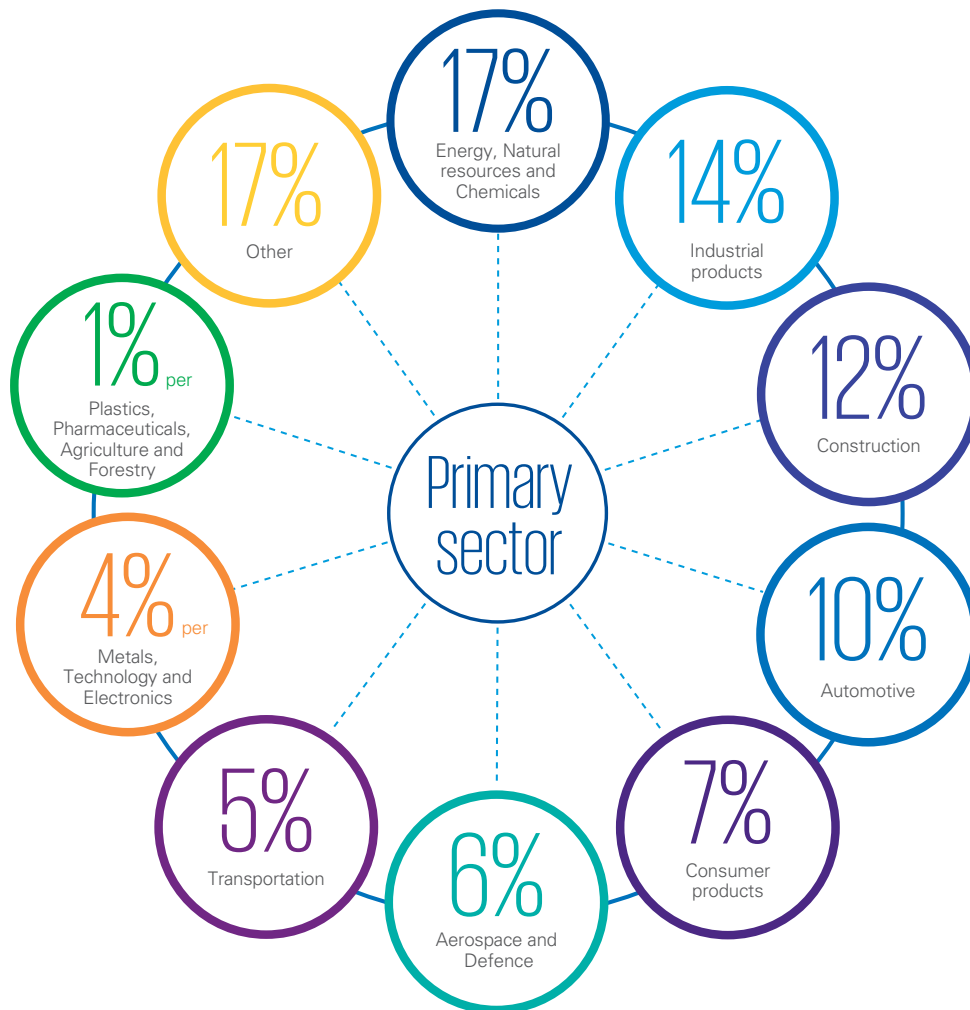 17%
Energy, Natural
resources and
Chemicals
14%
Industrial
products
12%
Construction
10%
Automotive
7%
Consumer
products
6%
Aerospace and
Defence
5%
Transportation
4% per
Metals,
Technology and
Electronics
1% per
Plastics,
Pharmaceuticals,
Agriculture and
Forestry
17%
Other
Primary
sector